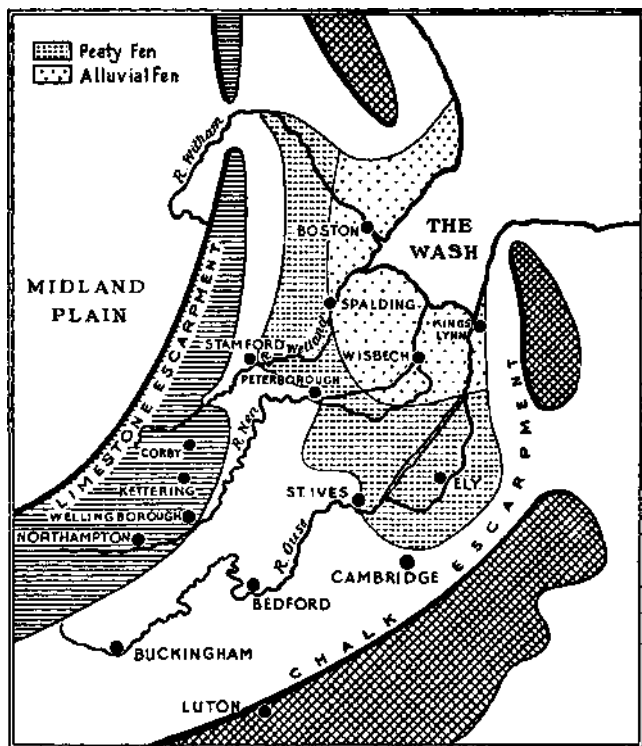 Peaty Fen
Alluvial Fen
R. Witham
BOSTON
THE
WASH
MIDLAND
PLAIN
LIMESTONE ESCARPMENT
SPALDING
KINGS
LYNN
STAMFORD
R. Welland
WISBECH
PETERBOROUGH
R. Nen
CORBY
KETTERING
ST. IVES
ELY
WELLINGBOROUGH
NORTHAMPTON
R. Ouse
CAMBRIDGE
BEDFORD
BUCKINGHAM
CHALK ESCARPMENT
LUTON